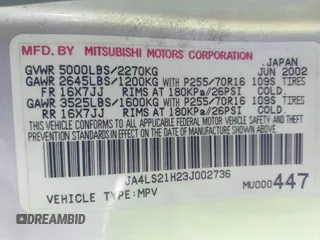 MFD BY MITSUBISHI MOTORS CORPORATION
JAPAN
GVWR 5000LBS/2270KG JUN 2002
GAWR 2645LBS/1200KG WITH P255/70R16 109S TIRES
FR 16X7JJ RIMS AT 180KPa/26PSI COLD.
GAWR 3525LBS/1600KG WITH P255/70R16 109S TIRES
RR 16X7JJ RIMS AT 180KPa/26PSI COLD.
THIS VEHICLE CONFORMS TO ALL APPLICABLE FEDERAL MOTOR VEHICLE SAFETY STANDARDS IN EFFECT ON THE DATE OF MANUFACTURE SHOWN ABOVE.
JA4LS21H23J002736
VEHICLE TYPE:MPV
MU000447
DREAMBID